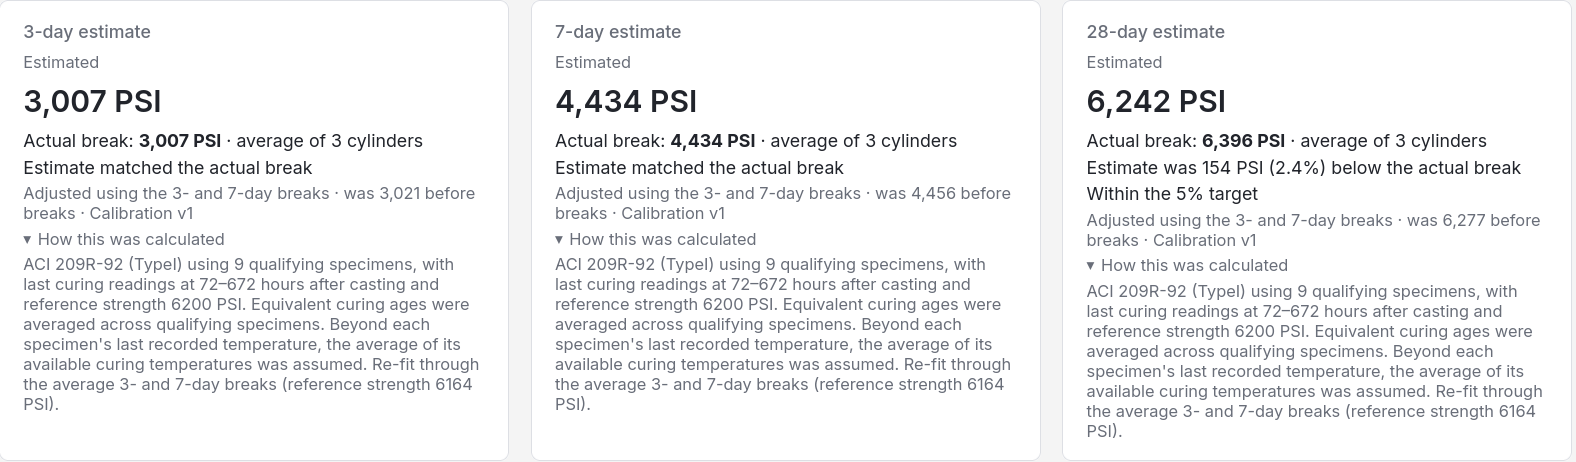 3-day estimate
Estimated
3,007 PSI
Actual break: 3,007 PSI · average of 3 cylinders
Estimate matched the actual break
Adjusted using the 3- and 7-day breaks · was 3,021 before
breaks · Calibration v1
▾ How this was calculated
ACI 209R-92 (TypeI) using 9 qualifying specimens, with
last curing readings at 72–672 hours after casting and
reference strength 6200 PSI. Equivalent curing ages were
averaged across qualifying specimens. Beyond each
specimen's last recorded temperature, the average of its
available curing temperatures was assumed. Re-fit through
the average 3- and 7-day breaks (reference strength 6164
PSI).
7-day estimate
Estimated
4,434 PSI
Actual break: 4,434 PSI · average of 3 cylinders
Estimate matched the actual break
Adjusted using the 3- and 7-day breaks · was 4,456 before
breaks · Calibration v1
▾ How this was calculated
ACI 209R-92 (TypeI) using 9 qualifying specimens, with
last curing readings at 72–672 hours after casting and
reference strength 6200 PSI. Equivalent curing ages were
averaged across qualifying specimens. Beyond each
specimen's last recorded temperature, the average of its
available curing temperatures was assumed. Re-fit through
the average 3- and 7-day breaks (reference strength 6164
PSI).
28-day estimate
Estimated
6,242 PSI
Actual break: 6,396 PSI · average of 3 cylinders
Estimate was 154 PSI (2.4%) below the actual break
Within the 5% target
Adjusted using the 3- and 7-day breaks · was 6,277 before
breaks · Calibration v1
▾ How this was calculated
ACI 209R-92 (TypeI) using 9 qualifying specimens, with
last curing readings at 72–672 hours after casting and
reference strength 6200 PSI. Equivalent curing ages were
averaged across qualifying specimens. Beyond each
specimen's last recorded temperature, the average of its
available curing temperatures was assumed. Re-fit through
the average 3- and 7-day breaks (reference strength 6164
PSI).